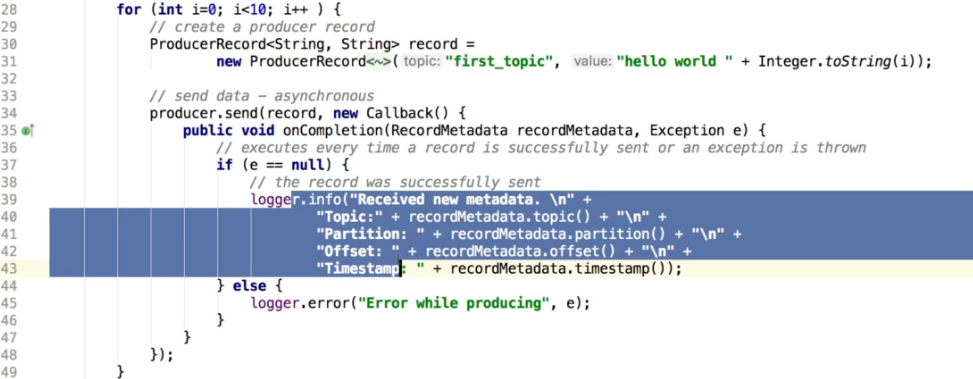 28 for (int i=0; i<10; i++ ) {
29 // create a producer record
30 ProducerRecord<String, String> record =
31 new ProducerRecord<~>( topic: "first_topic", value: "hello world " + Integer.toString(i));
32
33 // send data - asynchronous
34 producer.send(record, new Callback() {
35 public void onCompletion(RecordMetadata recordMetadata, Exception e) {
36 // executes every time a record is successfully sent or an exception is thrown
37 if (e == null) {
38 // the record was successfully sent
39 logger.info("Received new metadata. \n" +
40 "Topic:" + recordMetadata.topic() + "\n" +
41 "Partition: " + recordMetadata.partition() + "\n" +
42 "Offset: " + recordMetadata.offset() + "\n" +
43 "Timestamp: " + recordMetadata.timestamp());
44 } else {
45 logger.error("Error while producing", e);
46 }
47 }
48 });
49 }